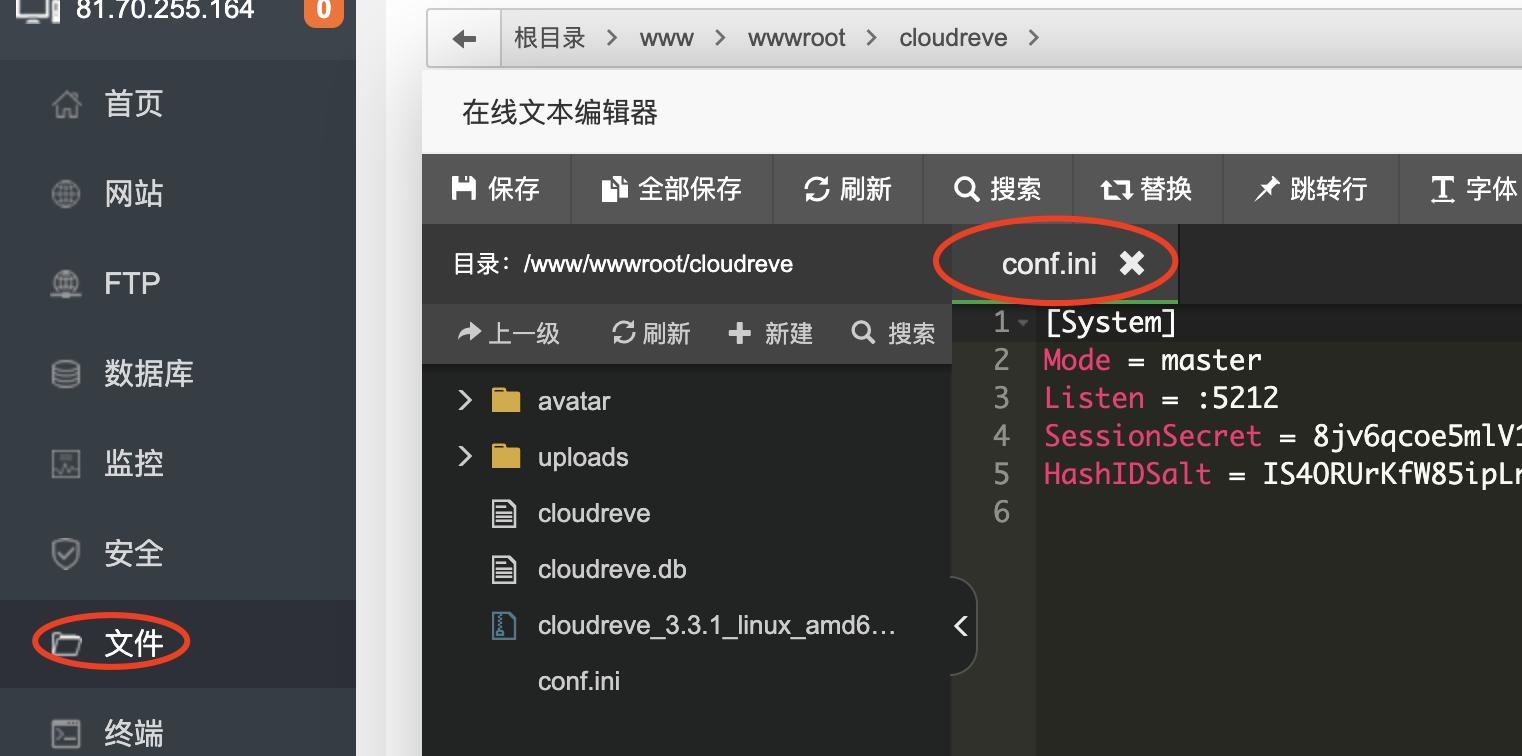 81.70.255.164 0
首页
网站
FTP
数据库
监控
安全
文件
终端
根目录 > www > wwwroot > cloudreve >
在线文本编辑器
保存 全部保存 刷新 搜索 替换 跳转行 字体
目录：/www/wwwroot/cloudreve
上一级 刷新 新建 搜索
avatar
uploads
cloudreve
cloudreve.db
cloudreve_3.3.1_linux_amd6...
conf.ini
conf.ini
1 [System]
2 Mode = master
3 Listen = :5212
4 SessionSecret = 8jv6qcoe5mlV1
5 HashIDSalt = IS4ORUrKfW85ipLr
6